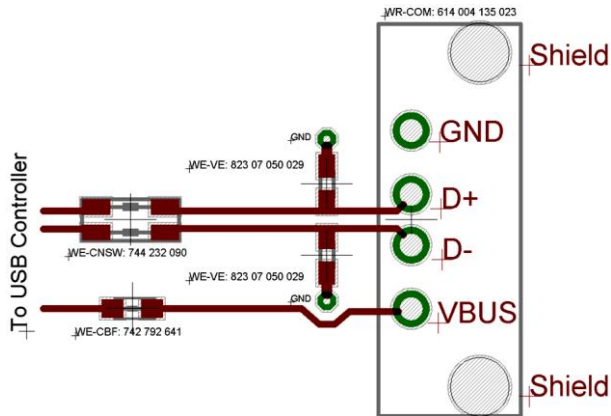 WR-COM: 614 004 135 023
Shield
GND
GND
WE-VE: 823 07 050 029
D+
D-
WE-CNSW: 744 232 090
WE-VE: 823 07 050 029
GND
VBUS
WE-CBF: 742 792 641
To USB Controller
Shield